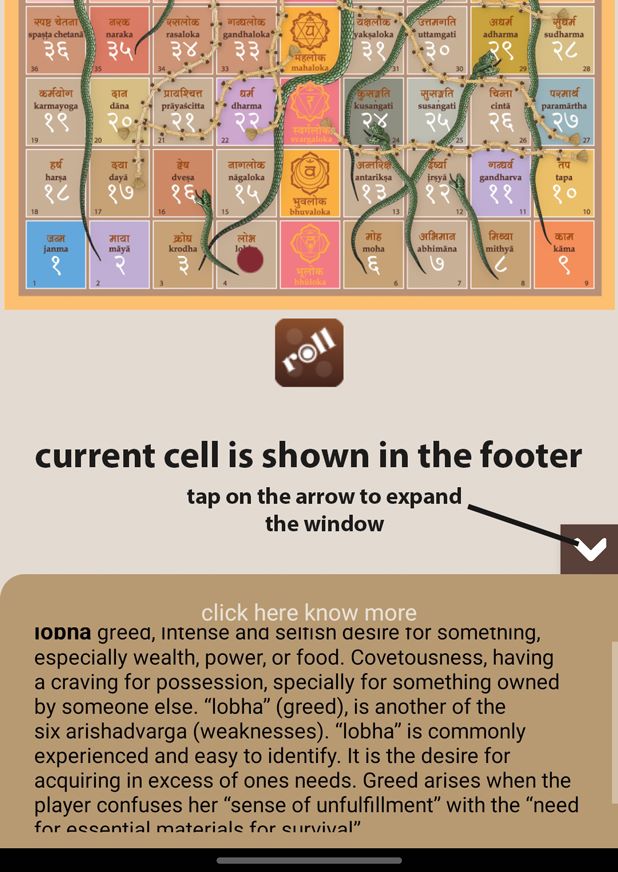 स्पष्ट चेतना नरक रसलोक गन्धलोक यक्षलोक उत्तमगति अधर्म सुधर्म
spaṣta chetanā naraka rasaloka gandhaloka yakṣaloka uttamgati adharma sudharma
३६ ३५ ३४ ३३ महलोक ३१ ३० २९ २८
mahaloka
36 35 34 33 31 30 29 28
कर्मयोग दान प्रायश्चित्त धर्म कुसङ्गति सुसङ्गति चिन्ता परमार्थ
karmayoga dāna prāyaścitta dharma kusaṅgati susaṅgati cintā paramārtha
१९ २० २१ २२ स्वर्गलोक २४ २५ २६ २७
svargaloka
19 20 21 22 24 25 26 27
हर्ष दया द्वेष नागलोक अन्तरिक्ष ईर्ष्या गन्धर्व तप
harṣa dayā dveṣa nāgaloka antarikṣa īrṣyā gandharva tapa
१८ १७ १६ १५ भुवलोक १३ १२ ११ १०
bhuvaloka
18 17 16 15 13 12 11 10
जन्म माया क्रोध लोभ मोह अभिमान मिथ्या काम
janma māyā krodha moha abhimāna mithyā kāma
१ २ ३ भूलोक ६ ७ ८ ९
bhūloka
1 2 3 4 6 7 8 9
roll
current cell is shown in the footer
tap on the arrow to expand
the window
click here know more
lobha greed, intense and selfish desire for something,
especially wealth, power, or food. Covetousness, having
a craving for possession, specially for something owned
by someone else. “lobha” (greed), is another of the
six arishadvarga (weaknesses). “lobha” is commonly
experienced and easy to identify. It is the desire for
acquiring in excess of ones needs. Greed arises when the
player confuses her “sense of unfulfillment” with the “need
for essential materials for survival”